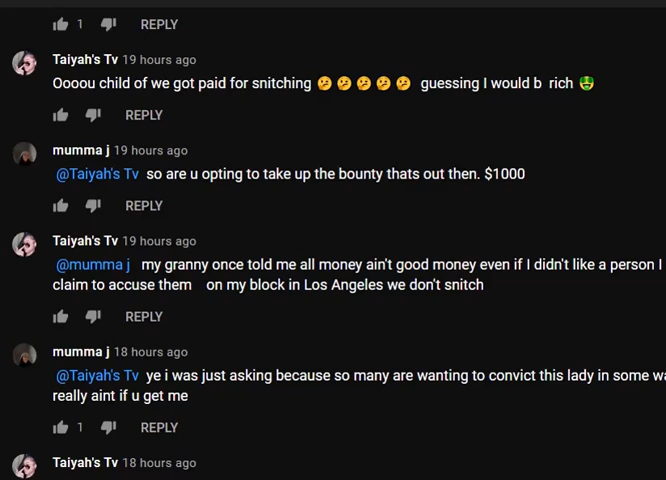 1 REPLY
Taiyah's Tv 19 hours ago
Oooou child of we got paid for snitching 🤔 🤔 🤔 🤔 🤔 guessing I would b rich 🤑
REPLY
mumma j 19 hours ago
@Taiyah's Tv so are u opting to take up the bounty thats out then. $1000
REPLY
Taiyah's Tv 19 hours ago
@mumma j my granny once told me all money ain't good money even if I didn't like a person I
claim to accuse them on my block in Los Angeles we don't snitch
REPLY
mumma j 18 hours ago
@Taiyah's Tv ye i was just asking because so many are wanting to convict this lady in some
really aint if u get me
1 REPLY
Taiyah's Tv 18 hours ago